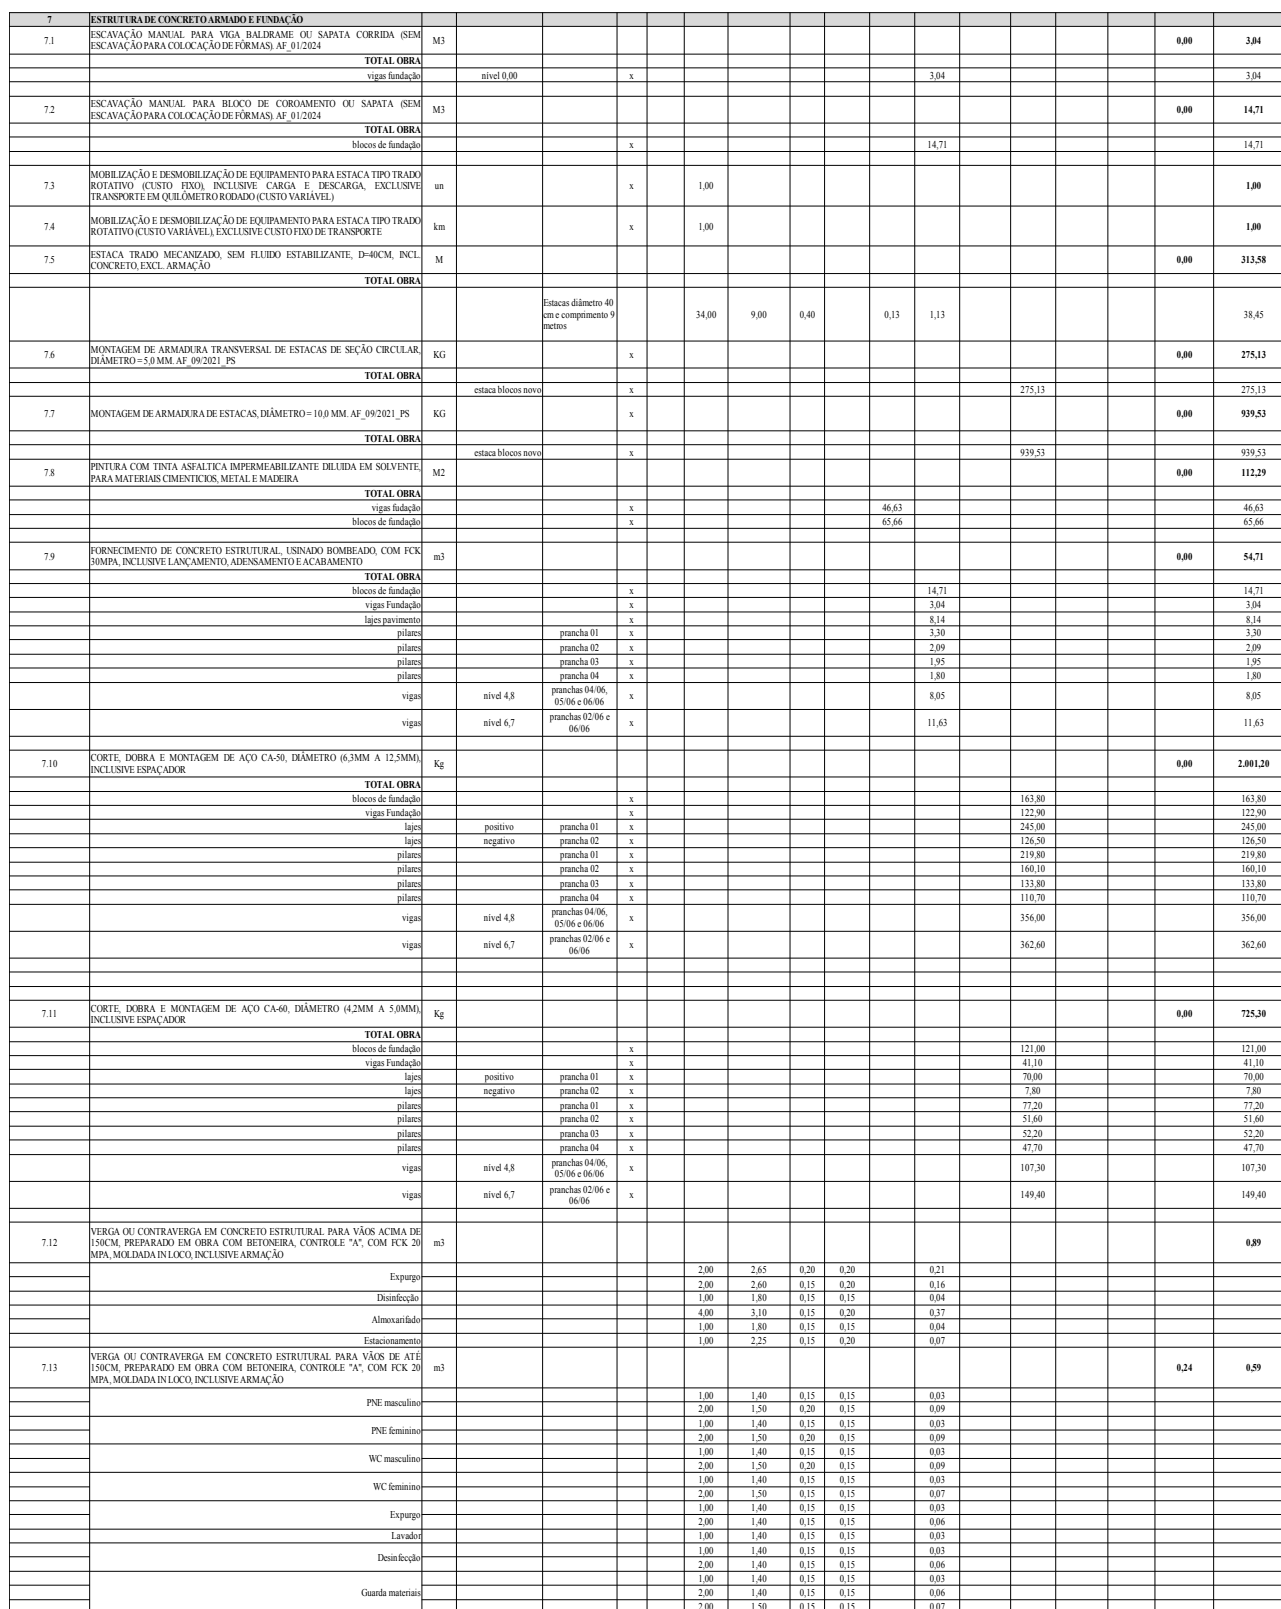 7 ESTRUTURA DE CONCRETO ARMADO E FUNDAÇÃO
7.1 ESCAVAÇÃO MANUAL PARA VIGA BALDRAME OU SAPATA CORRIDA (SEM ESCAVAÇÃO PARA COLOCAÇÃO DE FÔRMAS). AF_01/2024 M3 0,00 3,04
TOTAL OBRA
vigas fundação nível 0,00 x 3,04 3,04
7.2 ESCAVAÇÃO MANUAL PARA BLOCO DE COROAMENTO OU SAPATA (SEM ESCAVAÇÃO PARA COLOCAÇÃO DE FÔRMAS). AF_01/2024 M3 0,00 14,71
TOTAL OBRA
blocos de fundação x 14,71 14,71
7.3 MOBILIZAÇÃO E DESMOBILIZAÇÃO DE EQUIPAMENTO PARA ESTACA TIPO TRADO ROTATIVO (CUSTO FIXO), INCLUSIVE CARGA E DESCARGA, EXCLUSIVE TRANSPORTE EM QUILÔMETRO RODADO (CUSTO VARIÁVEL) un x 1,00 1,00
7.4 MOBILIZAÇÃO E DESMOBILIZAÇÃO DE EQUIPAMENTO PARA ESTACA TIPO TRADO ROTATIVO (CUSTO VARIÁVEL), EXCLUSIVE CUSTO FIXO DE TRANSPORTE km x 1,00 1,00
7.5 ESTACA TRADO MECANIZADO, SEM FLUIDO ESTABILIZANTE, D=40CM, INCL. CONCRETO, EXCL. ARMAÇÃO M 0,00 313,58
TOTAL OBRA
Estacas diâmetro 40 cm e comprimento 9 metros 34,00 9,00 0,40 0,13 1,13 38,45
7.6 MONTAGEM DE ARMADURA TRANSVERSAL DE ESTACAS DE SEÇÃO CIRCULAR, DIÂMETRO = 5,0 MM. AF_09/2021_PS KG x 0,00 275,13
TOTAL OBRA
estaca blocos novo x 275,13 275,13
7.7 MONTAGEM DE ARMADURA DE ESTACAS, DIÂMETRO = 10,0 MM. AF_09/2021_PS KG x 0,00 939,53
TOTAL OBRA
estaca blocos novo x 939,53 939,53
7.8 PINTURA COM TINTA ASFALTICA IMPERMEABILIZANTE DILUIDA EM SOLVENTE, PARA MATERIAIS CIMENTICIOS, METAL E MADEIRA M2 0,00 112,29
TOTAL OBRA
vigas fudação x 46,63 46,63
blocos de fundação x 65,66 65,66
7.9 FORNECIMENTO DE CONCRETO ESTRUTURAL, USINADO BOMBEADO, COM FCK 30MPA, INCLUSIVE LANÇAMENTO, ADENSAMENTO E ACABAMENTO m3 0,00 54,71
TOTAL OBRA
blocos de fundação x 14,71 14,71
vigas Fundação x 3,04 3,04
lajes pavimento x 8,14 8,14
pilares prancha 01 x 3,30 3,30
pilares prancha 02 x 2,09 2,09
pilares prancha 03 x 1,95 1,95
pilares prancha 04 x 1,80 1,80
vigas nível 4,8 pranchas 04/06, 05/06 e 06/06 x 8,05 8,05
vigas nível 6,7 pranchas 02/06 e 06/06 x 11,63 11,63
7.10 CORTE, DOBRA E MONTAGEM DE AÇO CA-50, DIÂMETRO (6,3MM A 12,5MM), INCLUSIVE ESPAÇADOR Kg 0,00 2.001,20
TOTAL OBRA
blocos de fundação x 163,80 163,80
vigas Fundação x 122,90 122,90
lajes positivo prancha 01 x 245,00 245,00
lajes negativo prancha 02 x 126,50 126,50
pilares prancha 01 x 219,80 219,80
pilares prancha 02 x 160,10 160,10
pilares prancha 03 x 133,80 133,80
pilares prancha 04 x 110,70 110,70
vigas nível 4,8 pranchas 04/06, 05/06 e 06/06 x 356,00 356,00
vigas nível 6,7 pranchas 02/06 e 06/06 x 362,60 362,60
7.11 CORTE, DOBRA E MONTAGEM DE AÇO CA-60, DIÂMETRO (4,2MM A 5,0MM), INCLUSIVE ESPAÇADOR Kg 0,00 725,30
TOTAL OBRA
blocos de fundação x 121,00 121,00
vigas Fundação x 41,10 41,10
lajes positivo prancha 01 x 70,00 70,00
lajes negativo prancha 02 x 7,80 7,80
pilares prancha 01 x 77,20 77,20
pilares prancha 02 x 51,60 51,60
pilares prancha 03 x 52,20 52,20
pilares prancha 04 x 47,70 47,70
vigas nível 4,8 pranchas 04/06, 05/06 e 06/06 x 107,30 107,30
vigas nível 6,7 pranchas 02/06 e 06/06 x 149,40 149,40
7.12 VERGA OU CONTRAVERGA EM CONCRETO ESTRUTURAL PARA VÃOS ACIMA DE 150CM, PREPARADO EM OBRA COM BETONEIRA, CONTROLE "A", COM FCK 20 MPA, MOLDADA IN LOCO, INCLUSIVE ARMAÇÃO m3 0,89
Expurgo 2,00 2,65 0,20 0,20 0,21
2,00 2,60 0,15 0,20 0,16
Disinfecção 1,00 1,80 0,15 0,15 0,04
Almoxarifado 4,00 3,10 0,15 0,20 0,37
1,00 1,80 0,15 0,15 0,04
Estacionamento 1,00 2,25 0,15 0,20 0,07
7.13 VERGA OU CONTRAVERGA EM CONCRETO ESTRUTURAL PARA VÃOS DE ATÉ 150CM, PREPARADO EM OBRA COM BETONEIRA, CONTROLE "A", COM FCK 20 MPA, MOLDADA IN LOCO, INCLUSIVE ARMAÇÃO m3 0,24 0,59
PNE masculino 1,00 1,40 0,15 0,15 0,03
2,00 1,50 0,20 0,15 0,09
PNE feminino 1,00 1,40 0,15 0,15 0,03
2,00 1,50 0,20 0,15 0,09
WC masculino 1,00 1,40 0,15 0,15 0,03
2,00 1,50 0,20 0,15 0,09
WC feminino 1,00 1,40 0,15 0,15 0,03
2,00 1,50 0,15 0,15 0,07
Expurgo 1,00 1,40 0,15 0,15 0,03
2,00 1,40 0,15 0,15 0,06
Lavador 1,00 1,40 0,15 0,15 0,03
Desinfecção 1,00 1,40 0,15 0,15 0,03
2,00 1,40 0,15 0,15 0,06
Guarda materiais 1,00 1,40 0,15 0,15 0,03
2,00 1,40 0,15 0,15 0,06
2,00 1,50 0,15 0,15 0,07